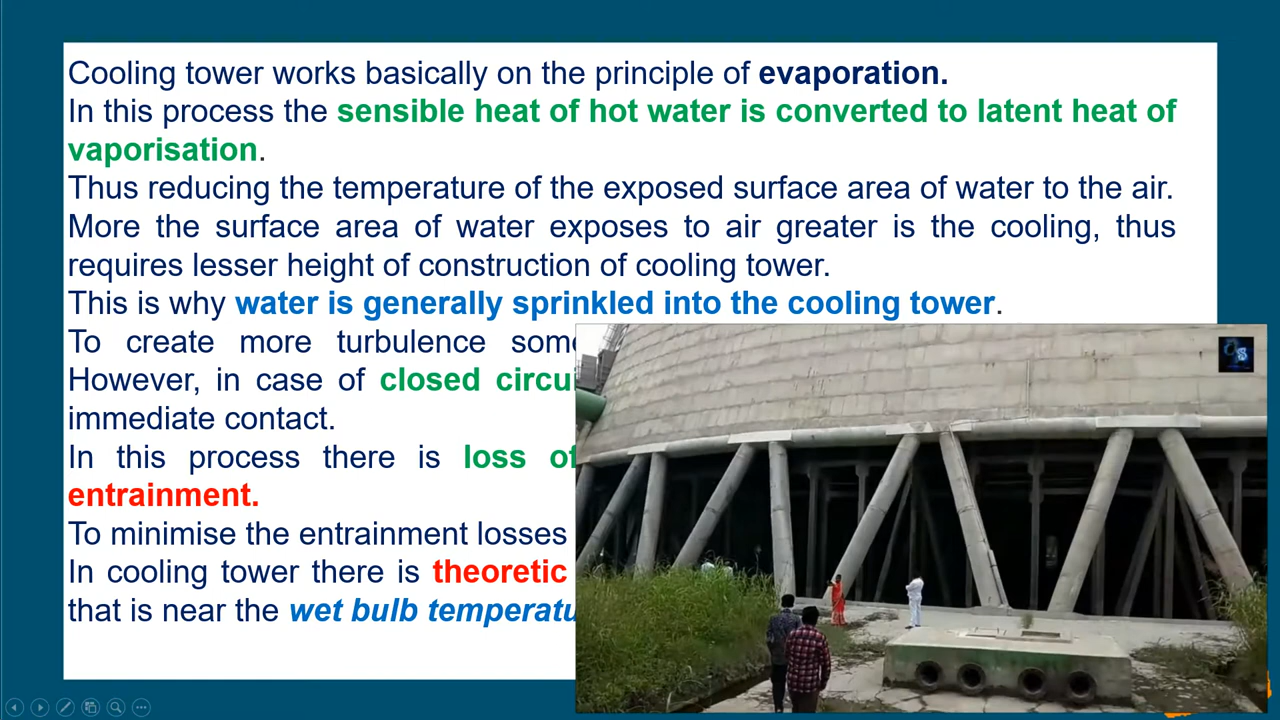 Cooling tower works basically on the principle of evaporation.
In this process the sensible heat of hot water is converted to latent heat of
vaporisation.
Thus reducing the temperature of the exposed surface area of water to the air.
More the surface area of water exposes to air greater is the cooling, thus
requires lesser height of construction of cooling tower.
This is why water is generally sprinkled into the cooling tower.
To create more turbulence
However, in case of closed
immediate contact.
In this process there is loss
entrainment.
To minimise the entrainment losses
In cooling tower there is
that is near the wet bulb